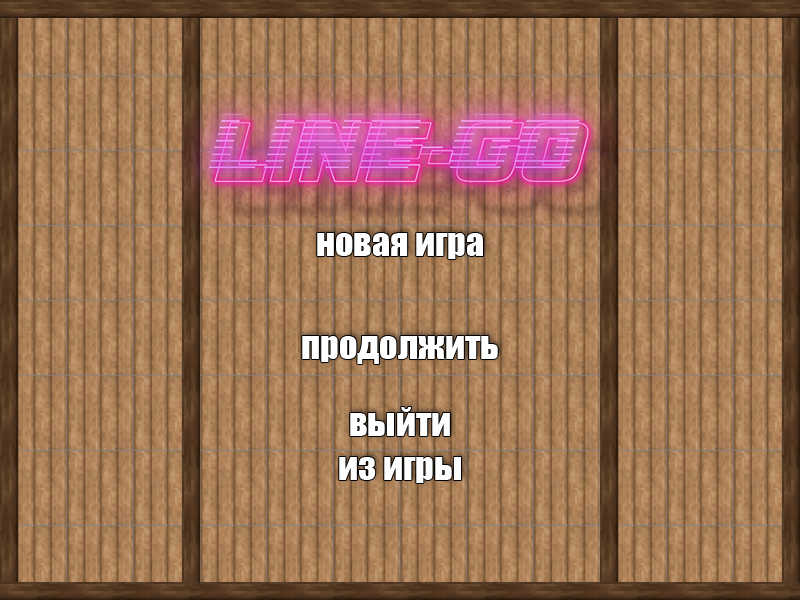 LINE-GO
новая игра
продолжить
выйти
из игры